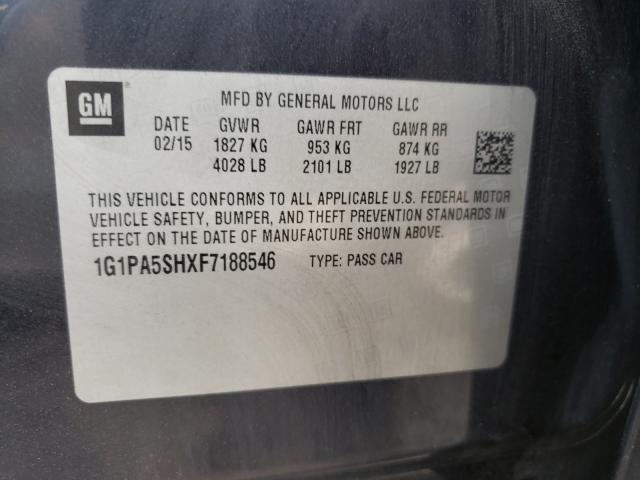 GM
MFD BY GENERAL MOTORS LLC
DATE GVWR GAWR FRT GAWR RR
02/15 1827 KG 953 KG 874 KG
4028 LB 2101 LB 1927 LB
THIS VEHICLE CONFORMS TO ALL APPLICABLE U.S. FEDERAL MOTOR
VEHICLE SAFETY, BUMPER, AND THEFT PREVENTION STANDARDS IN
EFFECT ON THE DATE OF MANUFACTURE SHOWN ABOVE.
1G1PA5SHXF7188546 TYPE: PASS CAR